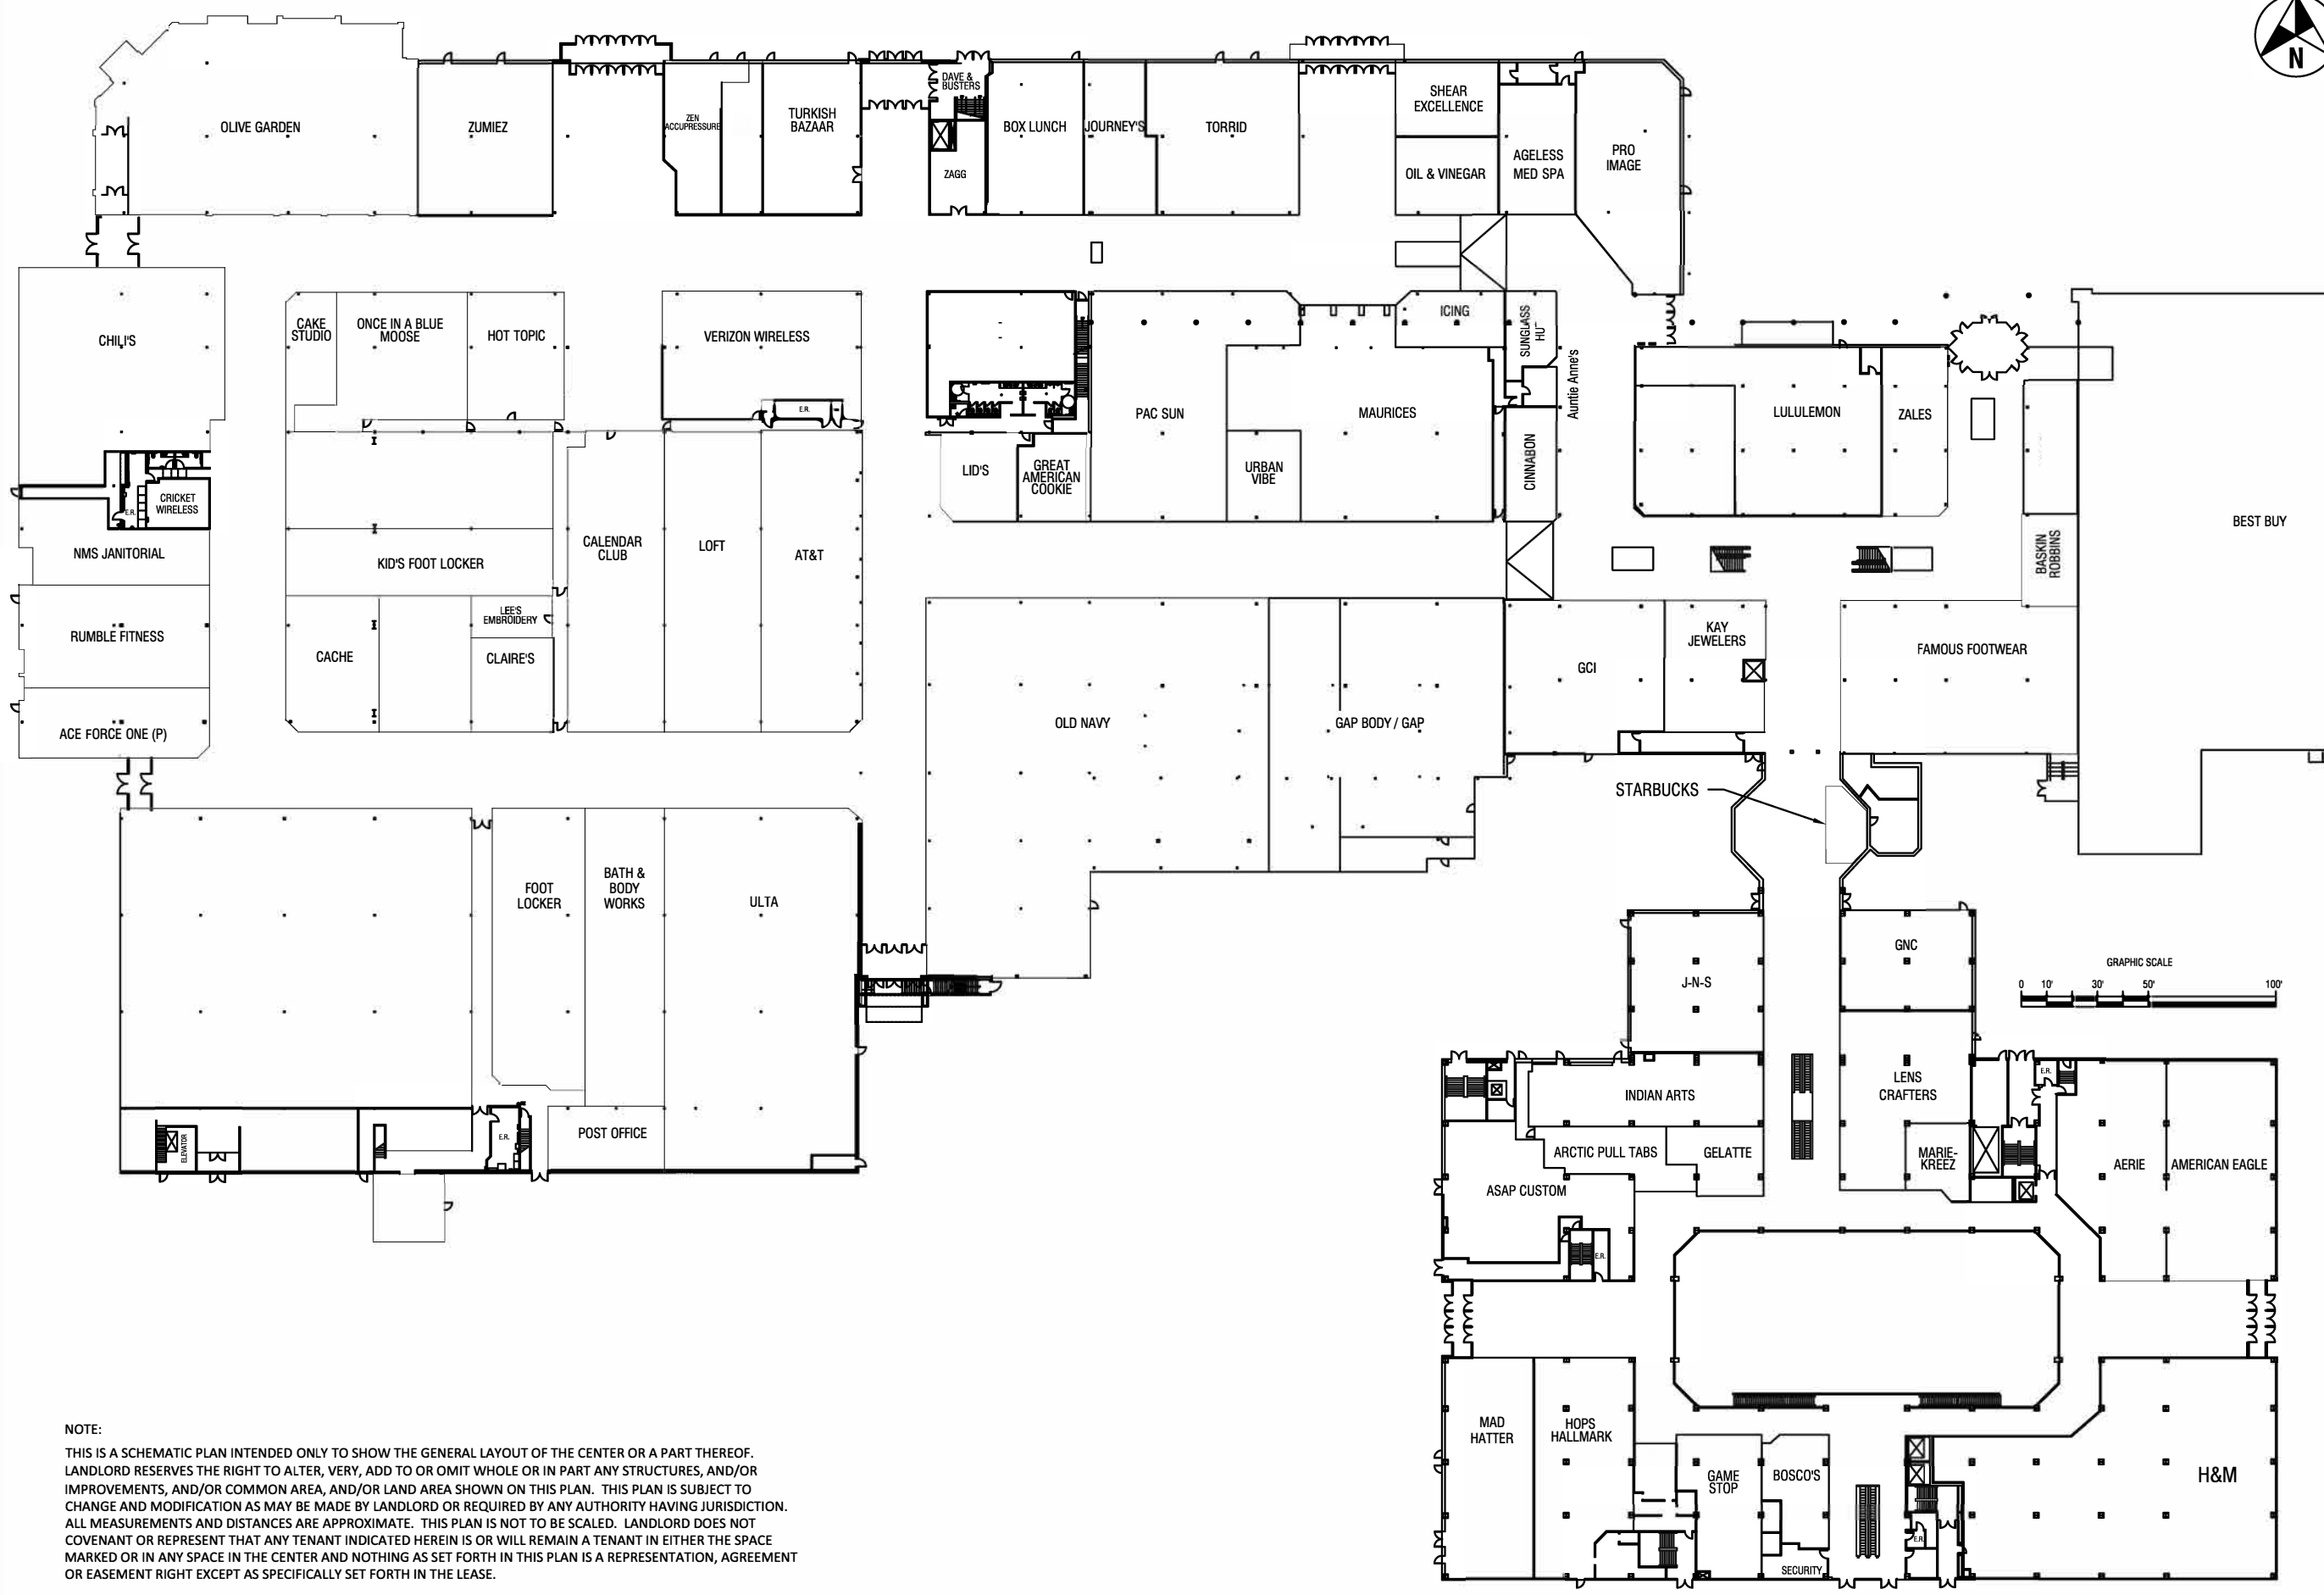 N
DAVE &
BUSTERS
OLIVE GARDEN
ZUMIEZ
ZEN
ACCUPRESSURE
TURKISH
BAZAAR
ZAGG
BOX LUNCH
JOURNEY'S
TORRID
SHEAR
EXCELLENCE
OIL & VINEGAR
AGELESS
MED SPA
PRO
IMAGE
CHILI'S
CAKE
STUDIO
ONCE IN A BLUE
MOOSE
HOT TOPIC
VERIZON WIRELESS
E.R.
ICING
SUNGLASS
HUT
Auntie Anne's
PAC SUN
MAURICES
LULULEMON
ZALES
LID'S
GREAT
AMERICAN
COOKIE
URBAN
VIBE
CINNABON
CRICKET
WIRELESS
E.R.
BEST BUY
NMS JANITORIAL
KID'S FOOT LOCKER
CALENDAR
CLUB
LOFT
AT&T
BASKIN
ROBBINS
LEE'S
EMBROIDERY
RUMBLE FITNESS
CACHE
CLAIRE'S
KAY
JEWELERS
GCI
FAMOUS FOOTWEAR
ACE FORCE ONE (P)
OLD NAVY
GAP BODY / GAP
STARBUCKS
FOOT
LOCKER
BATH &
BODY
WORKS
ULTA
GNC
J-N-S
GRAPHIC SCALE
0 10' 30' 50' 100'
LENS
CRAFTERS
E.R.
INDIAN ARTS
ELEVATOR
E.R.
POST OFFICE
ARCTIC PULL TABS
GELATTE
MARIE-
KREEZ
AERIE
AMERICAN EAGLE
ASAP CUSTOM
E.R.
MAD
HATTER
HOPS
HALLMARK
GAME
STOP
BOSCO'S
H&M
E.R.
SECURITY
NOTE:
THIS IS A SCHEMATIC PLAN INTENDED ONLY TO SHOW THE GENERAL LAYOUT OF THE CENTER OR A PART THEREOF.
LANDLORD RESERVES THE RIGHT TO ALTER, VERY, ADD TO OR OMIT WHOLE OR IN PART ANY STRUCTURES, AND/OR
IMPROVEMENTS, AND/OR COMMON AREA, AND/OR LAND AREA SHOWN ON THIS PLAN. THIS PLAN IS SUBJECT TO
CHANGE AND MODIFICATION AS MAY BE MADE BY LANDLORD OR REQUIRED BY ANY AUTHORITY HAVING JURISDICTION.
ALL MEASUREMENTS AND DISTANCES ARE APPROXIMATE. THIS PLAN IS NOT TO BE SCALED. LANDLORD DOES NOT
COVENANT OR REPRESENT THAT ANY TENANT INDICATED HEREIN IS OR WILL REMAIN A TENANT IN EITHER THE SPACE
MARKED OR IN ANY SPACE IN THE CENTER AND NOTHING AS SET FORTH IN THIS PLAN IS A REPRESENTATION, AGREEMENT
OR EASEMENT RIGHT EXCEPT AS SPECIFICALLY SET FORTH IN THE LEASE.